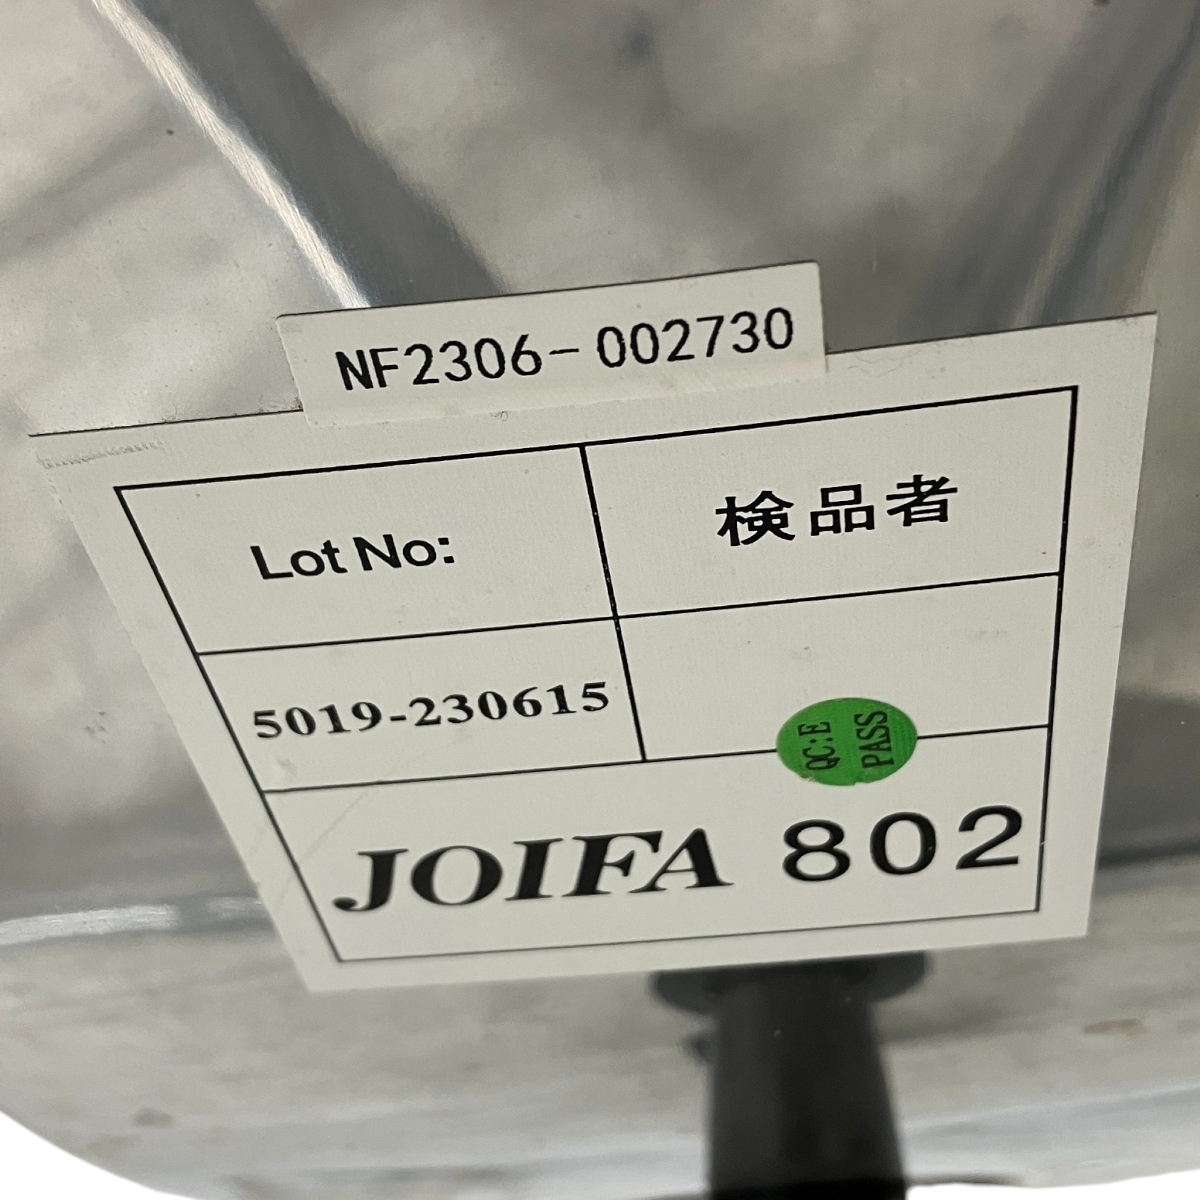 NF2306-002730
Lot No:
検品者
5019-230615
QC:E
PASS
JOIFA 802